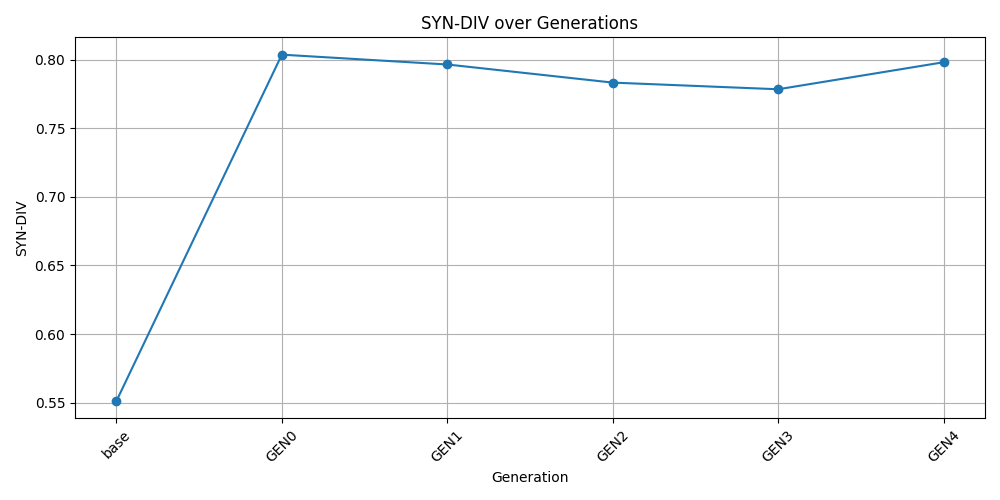 SYN-DIV over Generations
0.80
0.75
0.70
0.65
0.60
0.55
SYN-DIV
base
GEN0
GEN1
GEN2
GEN3
GEN4
Generation